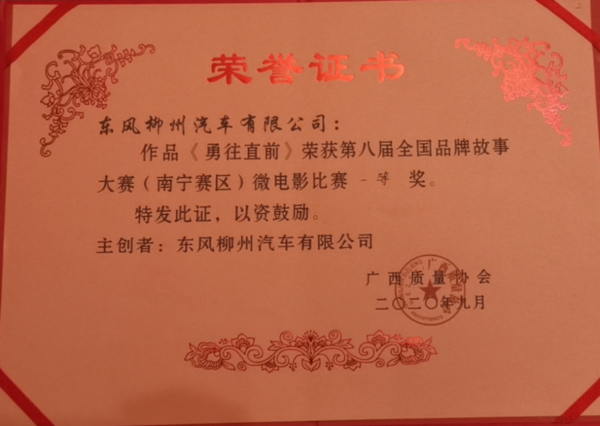 荣誉证书
东风柳州汽车有限公司：
作品《勇往直前》荣获第八届全国品牌故事
大赛（南宁赛区）微电影比赛一等奖。
特发此证，以资鼓励。
主创者：东风柳州汽车有限公司
广西质量协会
二〇二〇年九月